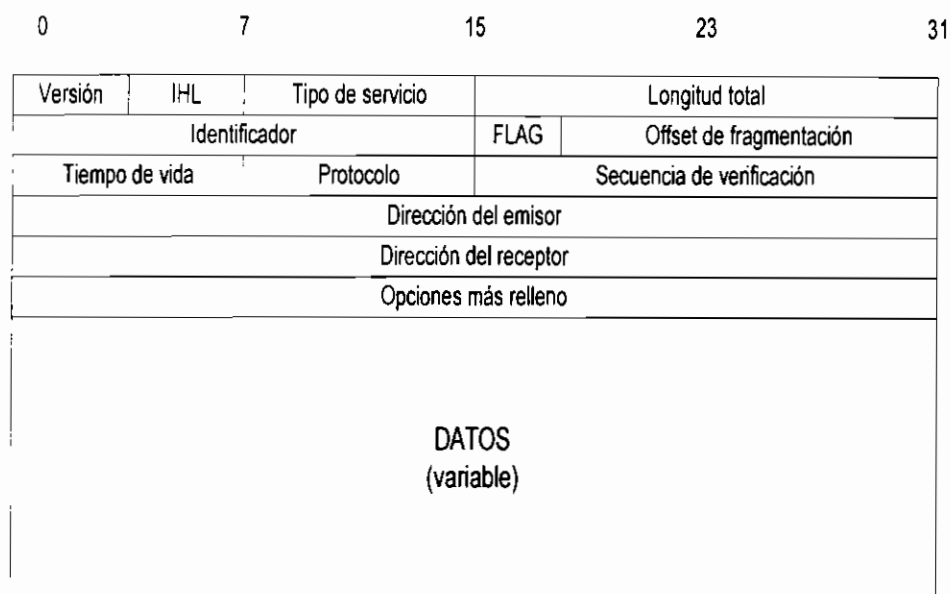 0 7 15 23 31
Versión IHL Tipo de servicio Longitud total
Identificador FLAG Offset de fragmentación
Tiempo de vida Protocolo Secuencia de verificación
Dirección del emisor
Dirección del receptor
Opciones más relleno
DATOS
(variable)